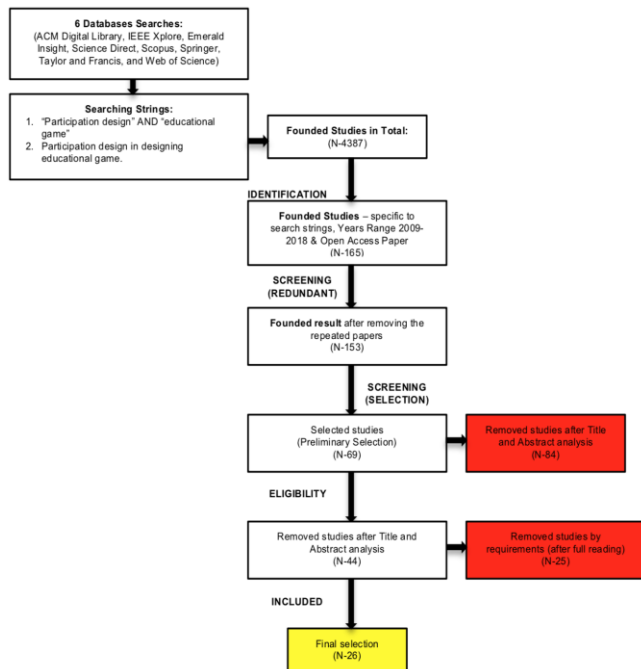 6 Databases Searches:
(ACM Digital Library, IEEE Xplore, Emerald
Insight, Science Direct, Scopus, Springer,
Taylor and Francis, and Web of Science)
Searching Strings:
1. "Participation design" AND "educational
game"
2. Participation design in designing
educational game.
Founded Studies in Total:
(N-4387)
IDENTIFICATION
Founded Studies – specific to
search strings, Years Range 2009-
2018 & Open Access Paper
(N-165)
SCREENING
(REDUNDANT)
Founded result after removing the
repeated papers
(N-153)
SCREENING
(SELECTION)
Selected studies
(Preliminary Selection)
(N-69)
Removed studies after Title
and Abstract analysis
(N-84)
ELIGIBILITY
Removed studies after Title and
Abstract analysis
(N-44)
Removed studies by
requirements (after full reading)
(N-25)
INCLUDED
Final selection
(N-26)